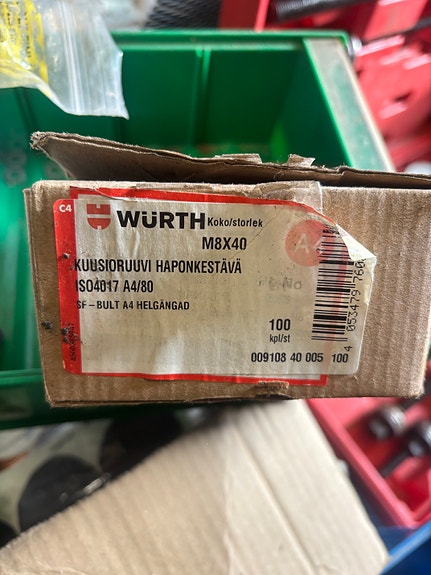 C4
WÜRTH Koko/storlek
M8X40
A4
KUUSIORUUVI HAPONKESTÄVÄ
ISO4017 A4/80
SF-BULT A4 HELGÄNGAD
100
kpl/st
009108 40 005 100